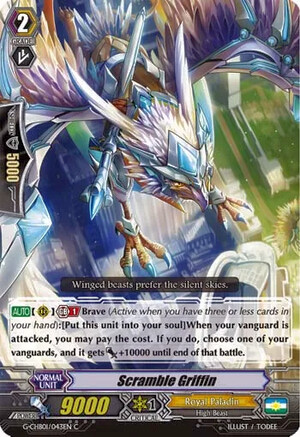 2
GRADE
5000
Winged beasts prefer the silent skies.
AUTO 1 Brave (Active when you have three or less cards in
your hand):[Put this unit into your soul]When your vanguard is
attacked, you may pay the cost. If you do, choose one of your
vanguards, and it gets +10000 until end of that battle.
NORMAL
UNIT
Scramble Griffin
POWER
9000
1
CRITICAL
Royal Paladin
High Beast
G-CHB01/043EN C
ILLUST / TODEE